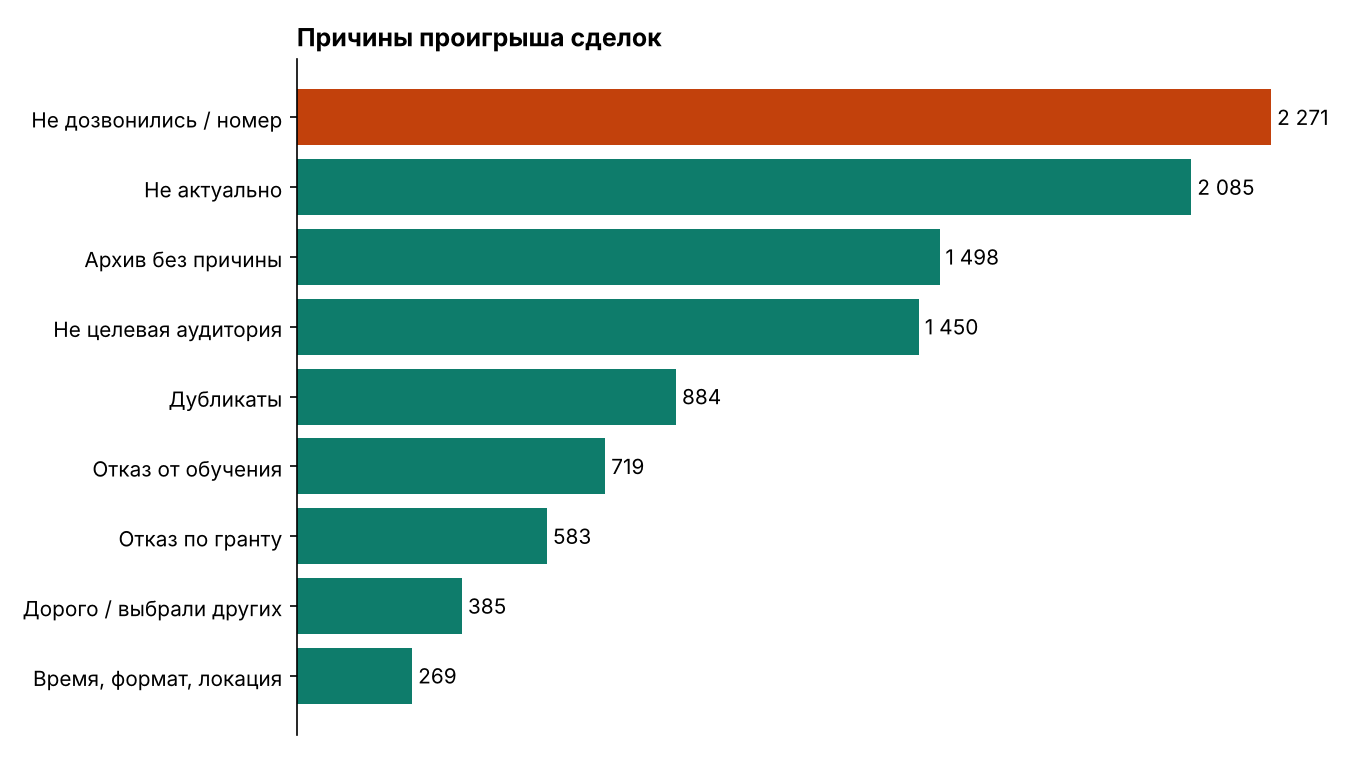 Причины проигрыша сделок
Не дозвонились / номер 2 271
Не актуально 2 085
Архив без причины 1 498
Не целевая аудитория 1 450
Дубликаты 884
Отказ от обучения 719
Отказ по гранту 583
Дорого / выбрали других 385
Время, формат, локация 269